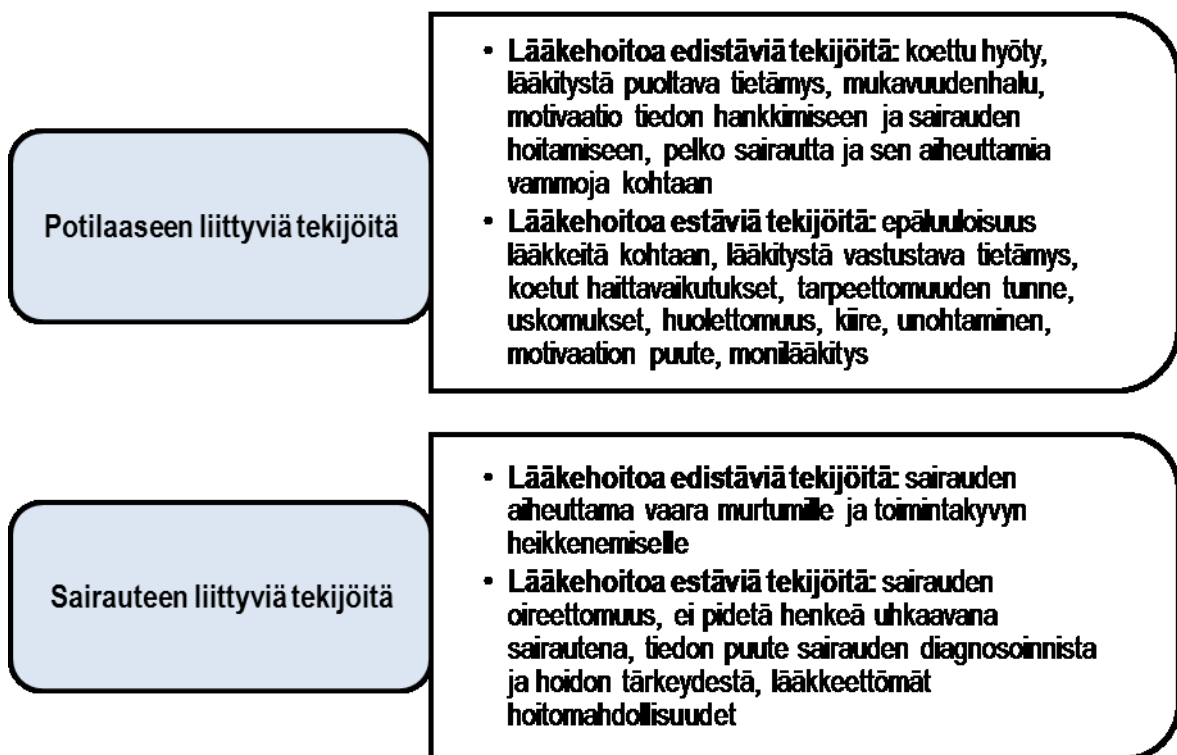 Potilaaseen liittyviä tekijöitä
• Lääkehoitoa edistäviä tekijöitä: koettu hyöty,
lääkitystä puoltava tietämys, mukavuudenhalu,
motivaatio tiedon hankkimiseen ja sairauden
hoitamiseen, pelko sairautta ja sen aiheuttamia
vammoja kohtaan
• Lääkehoitoa estäviä tekijöitä: epäluuloisuus
lääkkeitä kohtaan, lääkitystä vastustava tietämys,
koetut haittavaikutukset, tarpeettomuuden tunne,
uskomukset, huolettomuus, kiire, unohtaminen,
motivaation puute, monilääkitys
Sairauteen liittyviä tekijöitä
• Lääkehoitoa edistäviä tekijöitä: sairauden
aiheuttama vaara murtumille ja toimintakyvyn
heikkenemiselle
• Lääkehoitoa estäviä tekijöitä: sairauden
oireettomuus, ei pidetä henkeä uhkaavana
sairautena, tiedon puute sairauden diagnosoinnista
ja hoidon tärkeydestä, lääkkeettömät
hoitomahdollisuudet